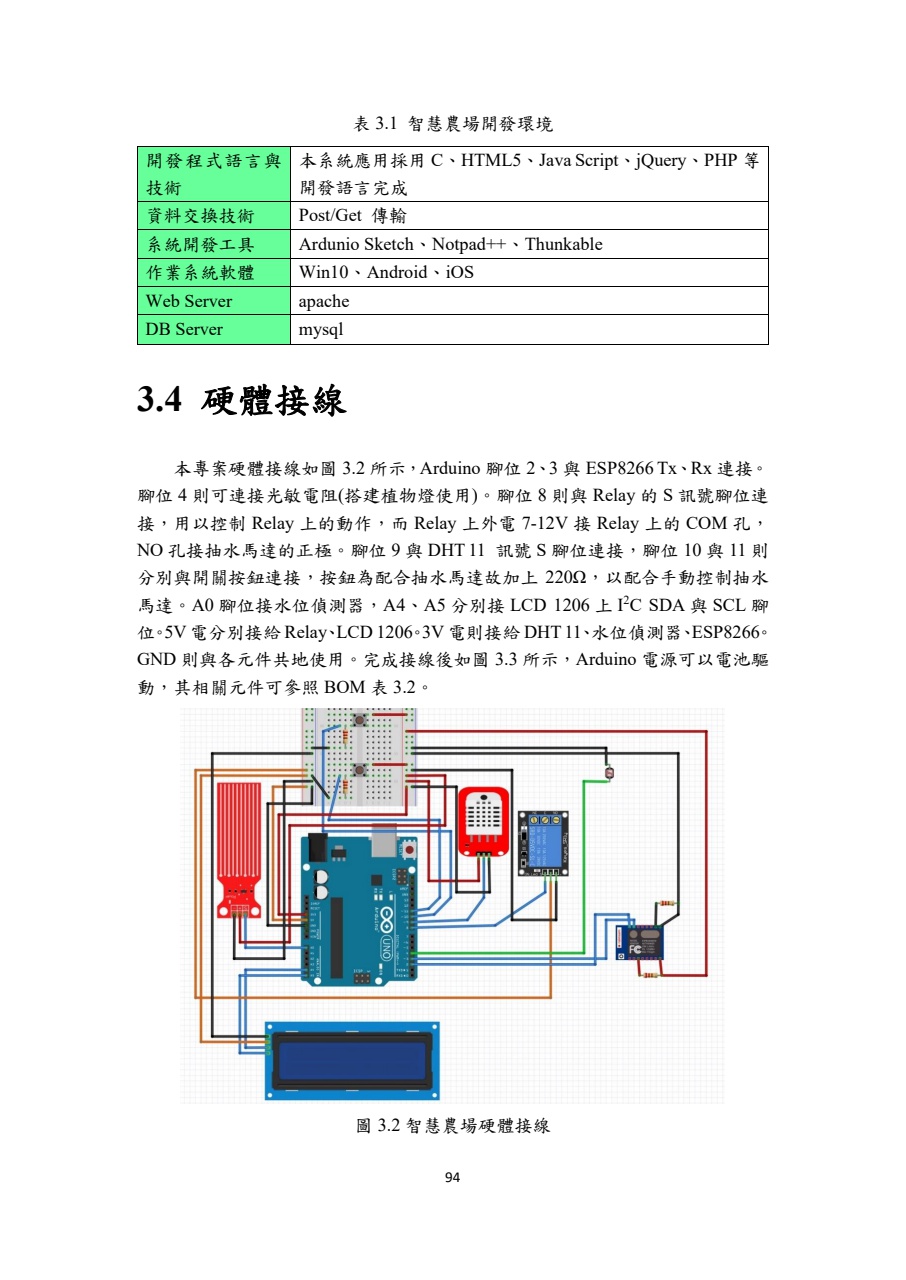 表 3.1 智慧農場開發環境
開發程式語言與
技術
本系統應用採用 C、HTML5、Java Script、jQuery、PHP 等
開發語言完成
資料交換技術
Post/Get 傳輸
系統開發工具
Ardunio Sketch、Notpad++、Thunkable
作業系統軟體
Win10、Android、iOS
Web Server
apache
DB Server
mysql
3.4 硬體接線
本專案硬體接線如圖 3.2 所示，Arduino 腳位 2、3 與 ESP8266 Tx、Rx 連接。
腳位 4 則可連接光敏電阻(搭建植物燈使用)。腳位 8 則與 Relay 的 S 訊號腳位連
接，用以控制 Relay 上的動作，而 Relay 上外電 7-12V 接 Relay 上的 COM 孔，
NO 孔接抽水馬達的正極。腳位 9 與 DHT 11 訊號 S 腳位連接，腳位 10 與 11 則
分別與開關按鈕連接，按鈕為配合抽水馬達故加上 220Ω，以配合手動控制抽水
馬達。A0 腳位接水位偵測器，A4、A5 分別接 LCD 1206 上 I²C SDA 與 SCL 腳
位。5V 電分別接給 Relay、LCD 1206。3V 電則接給 DHT 11、水位偵測器、ESP8266。
GND 則與各元件共地使用。完成接線後如圖 3.3 所示，Arduino 電源可以電池驅
動，其相關元件可參照 BOM 表 3.2。
UNO
ARDUINO
FC
圖 3.2 智慧農場硬體接線
94